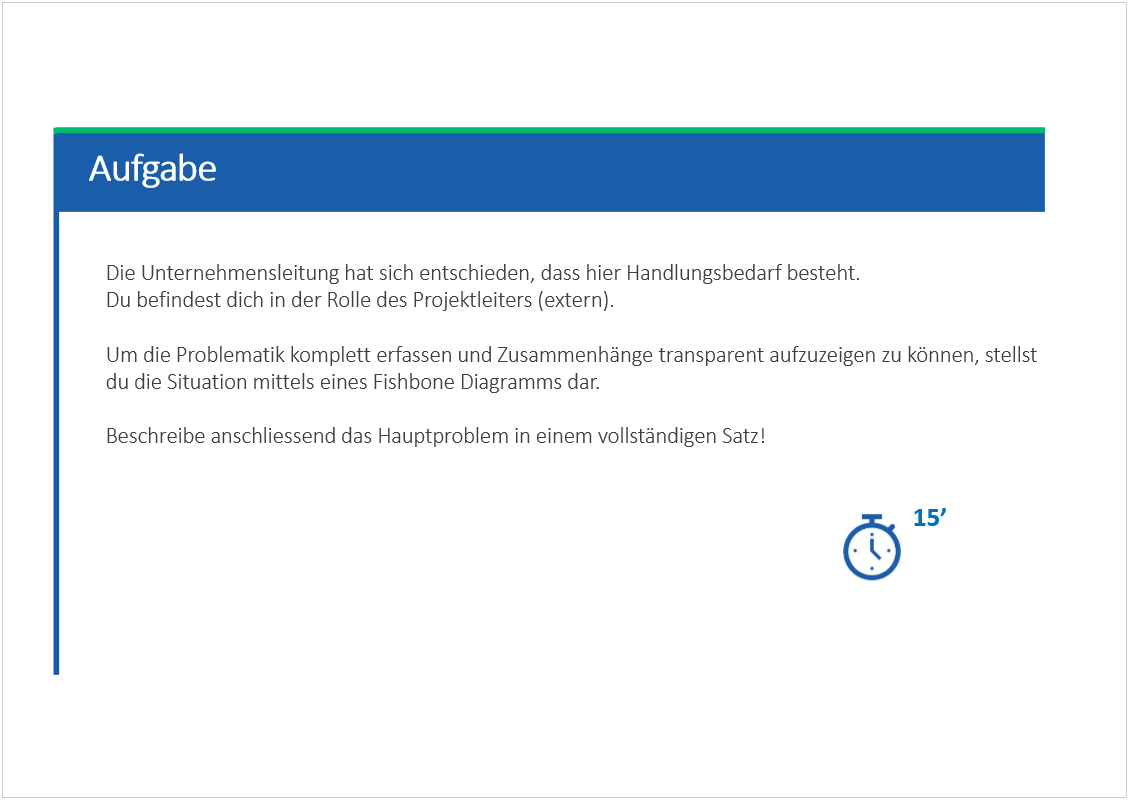 Aufgabe
Die Unternehmensleitung hat sich entschieden, dass hier Handlungsbedarf besteht.
Du befindest dich in der Rolle des Projektleiters (extern).
Um die Problematik komplett erfassen und Zusammenhänge transparent aufzuzeigen zu können, stellst
du die Situation mittels eines Fishbone Diagramms dar.
Beschreibe anschliessend das Hauptproblem in einem vollständigen Satz!
15’